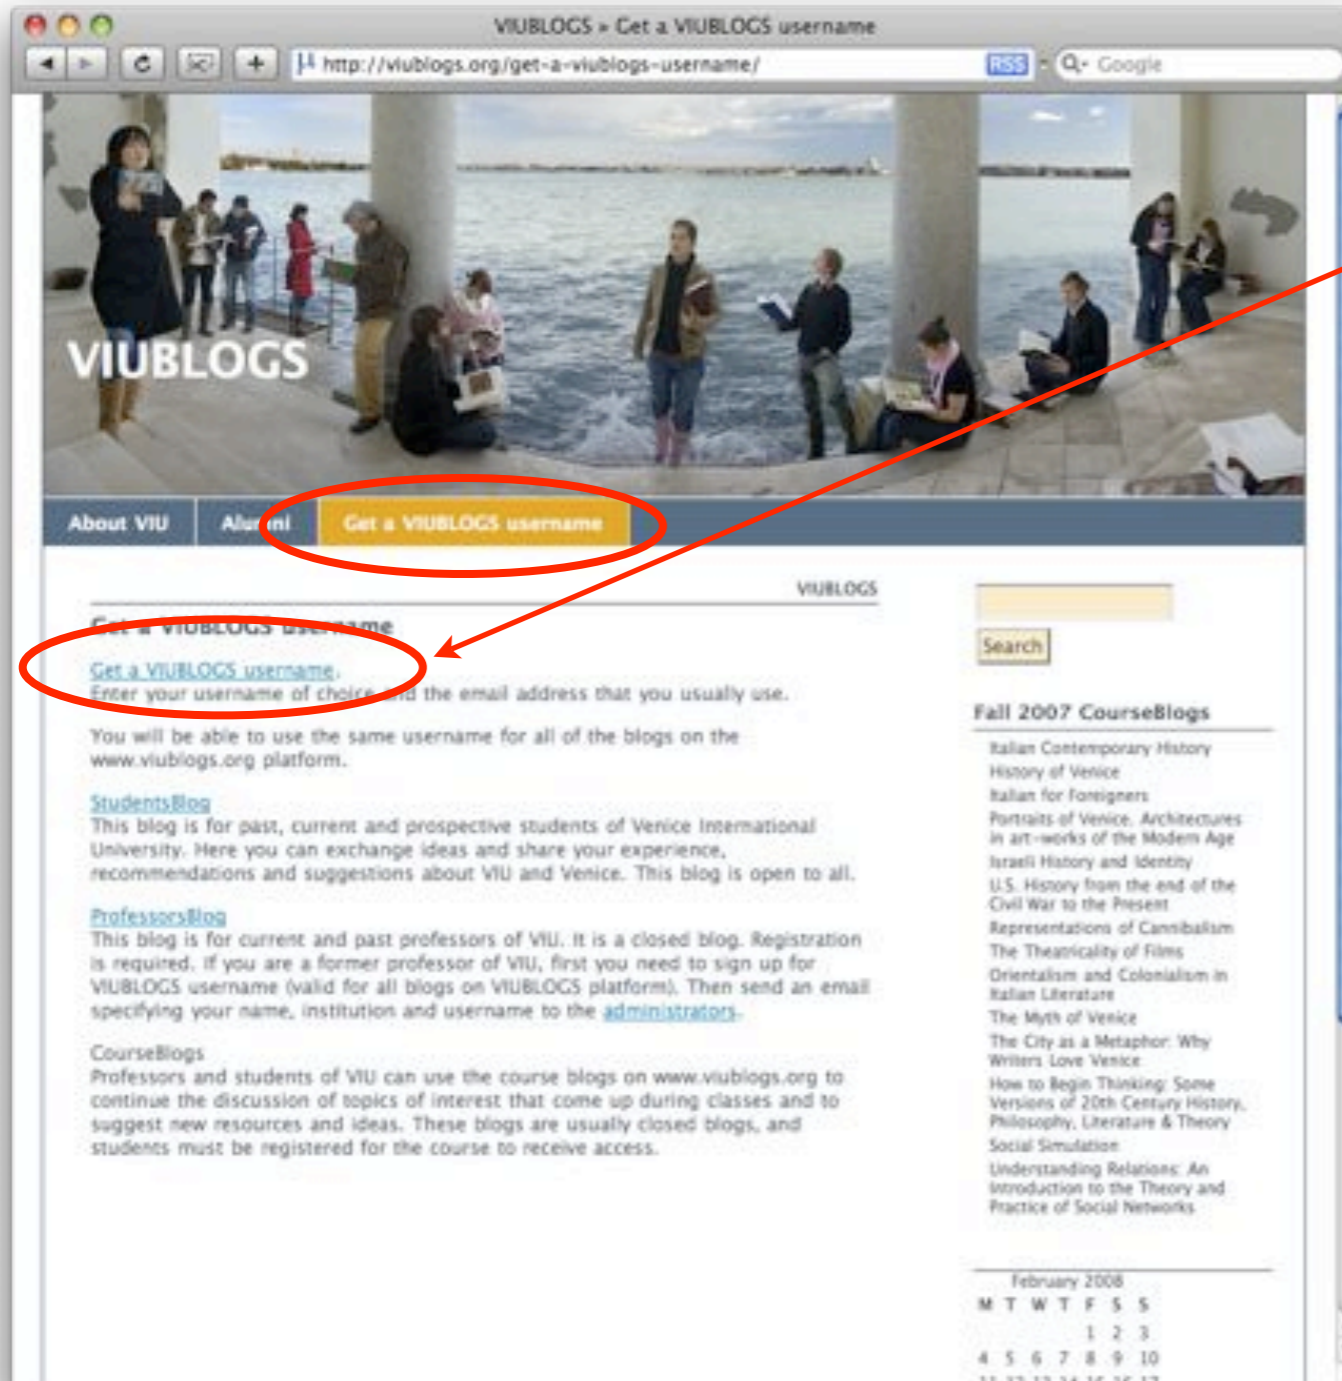 VIUBLOGS » Get a VIUBLOGS username
http://viublogs.org/get-a-viublogs-username/
RSS
Google
VIUBLOGS
About VIU
Alumni
Get a VIUBLOGS username
VIUBLOGS
Get a VIUBLOGS username
Get a VIUBLOGS username.
Enter your username of choice and the email address that you usually use.
You will be able to use the same username for all of the blogs on the
www.viublogs.org platform.
StudentsBlog
This blog is for past, current and prospective students of Venice International
University. Here you can exchange ideas and share your experience,
recommendations and suggestions about VIU and Venice. This blog is open to all.
ProfessorsBlog
This blog is for current and past professors of VIU. It is a closed blog. Registration
is required. If you are a former professor of VIU, first you need to sign up for
VIUBLOGS username (valid for all blogs on VIUBLOGS platform). Then send an email
specifying your name, institution and username to the administrators.
CourseBlogs
Professors and students of VIU can use the course blogs on www.viublogs.org to
continue the discussion of topics of interest that come up during classes and to
suggest new resources and ideas. These blogs are usually closed blogs, and
students must be registered for the course to receive access.
Search
Fall 2007 CourseBlogs
Italian Contemporary History
History of Venice
Italian for Foreigners
Portraits of Venice. Architectures
in art-works of the Modern Age
Israeli History and Identity
U.S. History from the end of the
Civil War to the Present
Representations of Cannibalism
The Theatricality of Films
Orientalism and Colonialism in
Italian Literature
The Myth of Venice
The City as a Metaphor: Why
Writers Love Venice
How to Begin Thinking: Some
Versions of 20th Century History,
Philosophy, Literature & Theory
Social Simulation
Understanding Relations: An
Introduction to the Theory and
Practice of Social Networks
February 2008
M T W T F S S
1 2 3
4 5 6 7 8 9 10
11 12 13 14 15 16 17